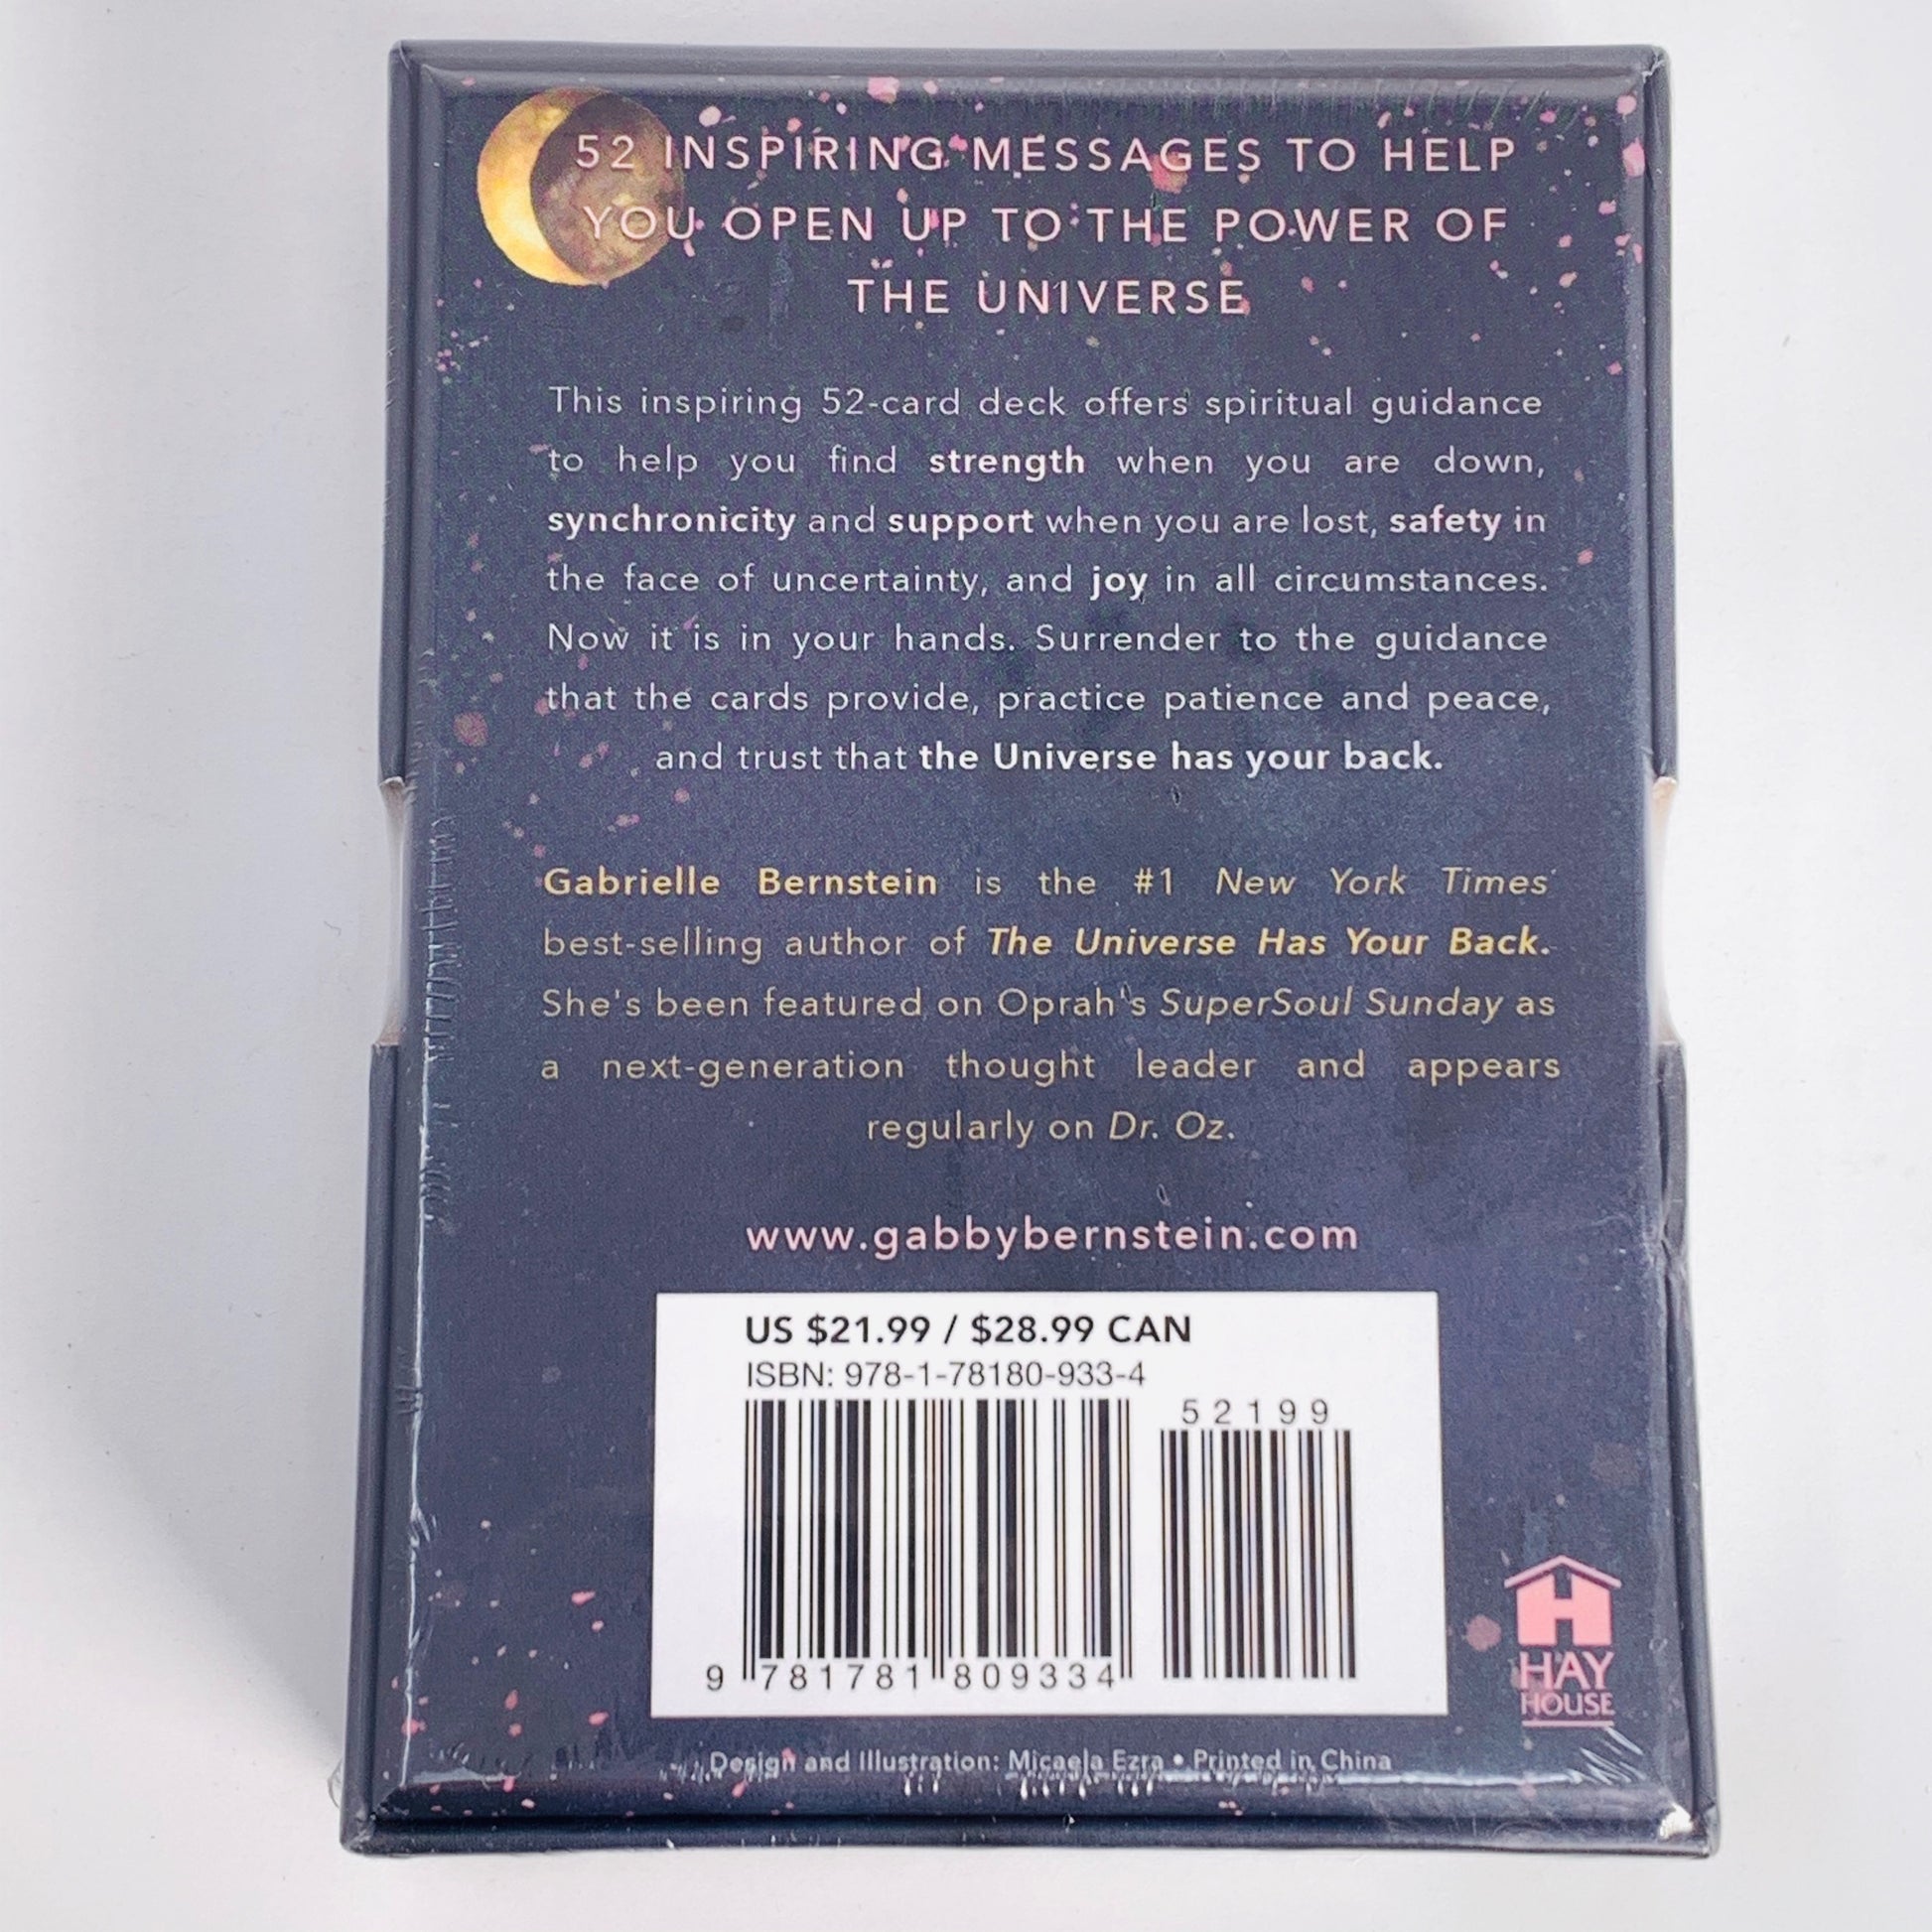 52 INSPIRING MESSAGES TO HELP
YOU OPEN UP TO THE POWER OF
THE UNIVERSE
This inspiring 52-card deck offers spiritual guidance
to help you find strength when you are down,
synchronicity and support when you are lost, safety in
the face of uncertainty, and joy in all circumstances.
Now it is in your hands. Surrender to the guidance
that the cards provide, practice patience and peace,
and trust that the Universe has your back.
Gabrielle Bernstein is the #1 New York Times
best-selling author of The Universe Has Your Back.
She's been featured on Oprah's SuperSoul Sunday as
a next-generation thought leader and appears
regularly on Dr. Oz.
www.gabbybernstein.com
US $21.99 / $28.99 CAN
ISBN: 978-1-78180-933-4
52199
9 781781 809334
HAY
HOUSE
Design and Illustration: Micaela Ezra • Printed in China